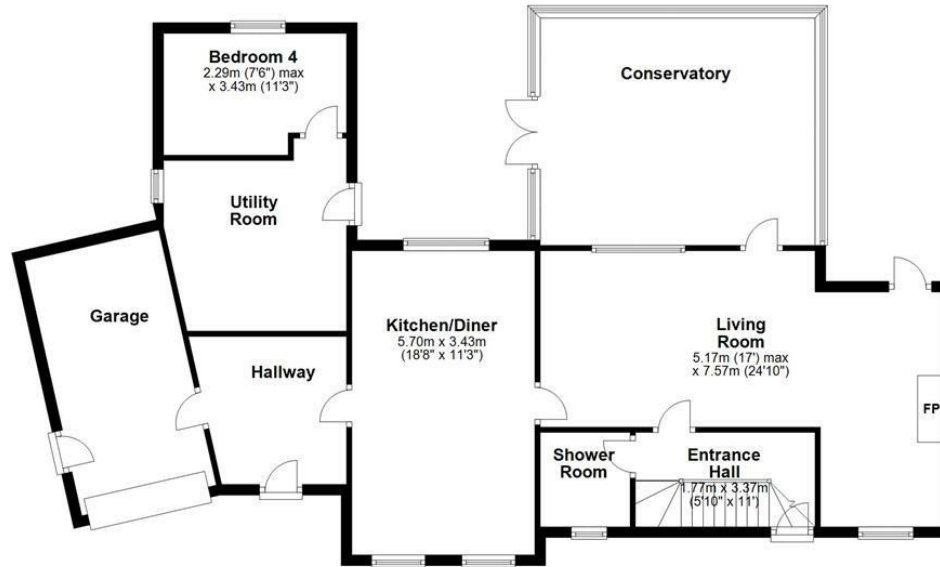 Bedroom 4
2.29m (7'6") max
x 3.43m (11'3")
Conservatory
Utility
Room
Garage
Kitchen/Diner
5.70m x 3.43m
(18'8" x 11'3")
Living
Room
5.17m (17') max
x 7.57m (24'10")
Hallway
FP
Shower
Room
Entrance
Hall
1.77m x 3.37m
(5'10" x 11')